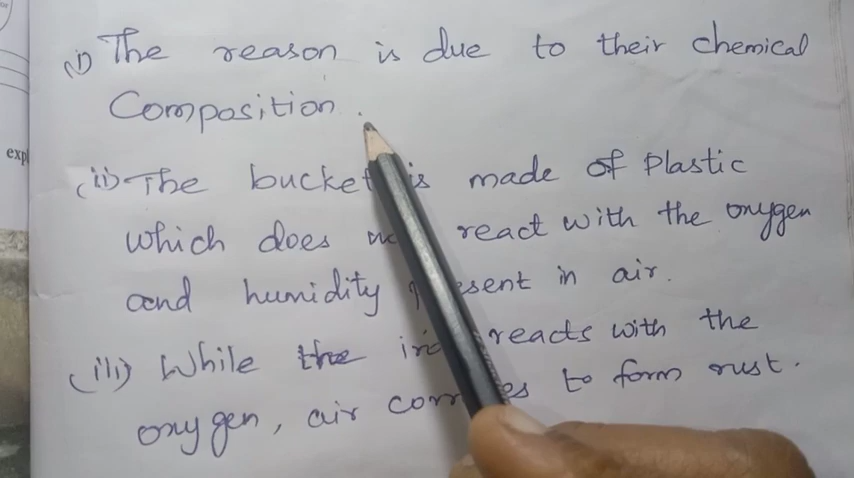 (i) The reason is due to their chemical
Composition.
(ii) The bucket is made of plastic
which does react with the oxygen
and humidity in air.
(iii) While the reacts with the
oxygen, air to form rust.
exp